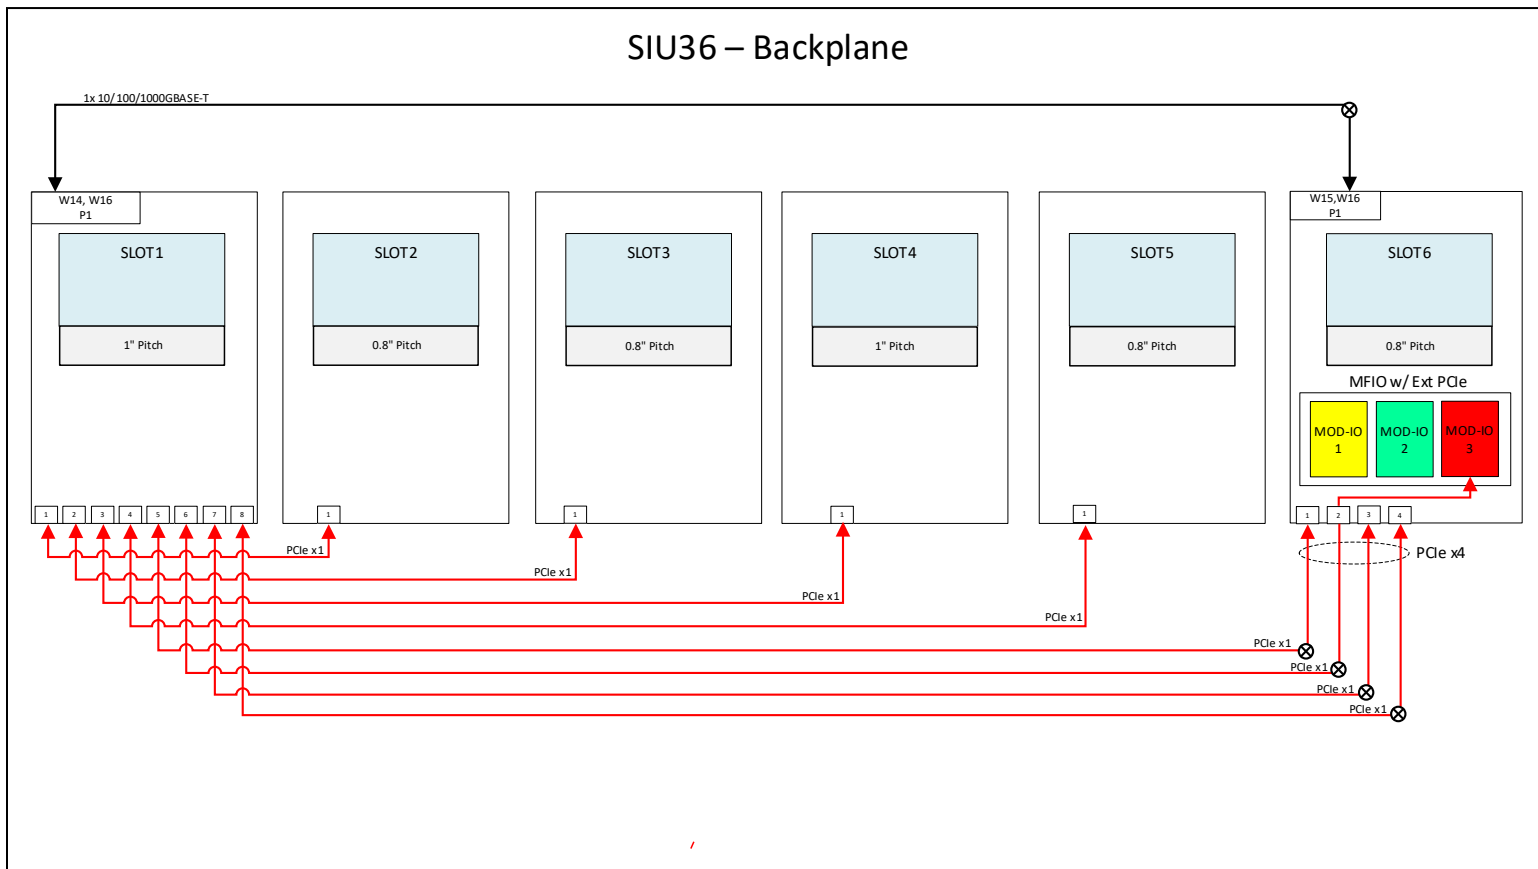 SIU36 – Backplane
1x 10/100/1000GBASE-T
W14, W16
P1
W15,W16
P1
SLOT1
SLOT2
SLOT3
SLOT4
SLOT5
SLOT6
1" Pitch
0.8" Pitch
0.8" Pitch
1" Pitch
0.8" Pitch
0.8" Pitch
MFIO w/ Ext PCIe
MOD-IO
1
MOD-IO
2
MOD-IO
3
1 2 3 4 5 6 7 8
1
1
1
1
1 2 3 4
PCIe x1
PCIe x4
PCIe x1
PCIe x1
PCIe x1
PCIe x1
PCIe x1
PCIe x1
PCIe x1